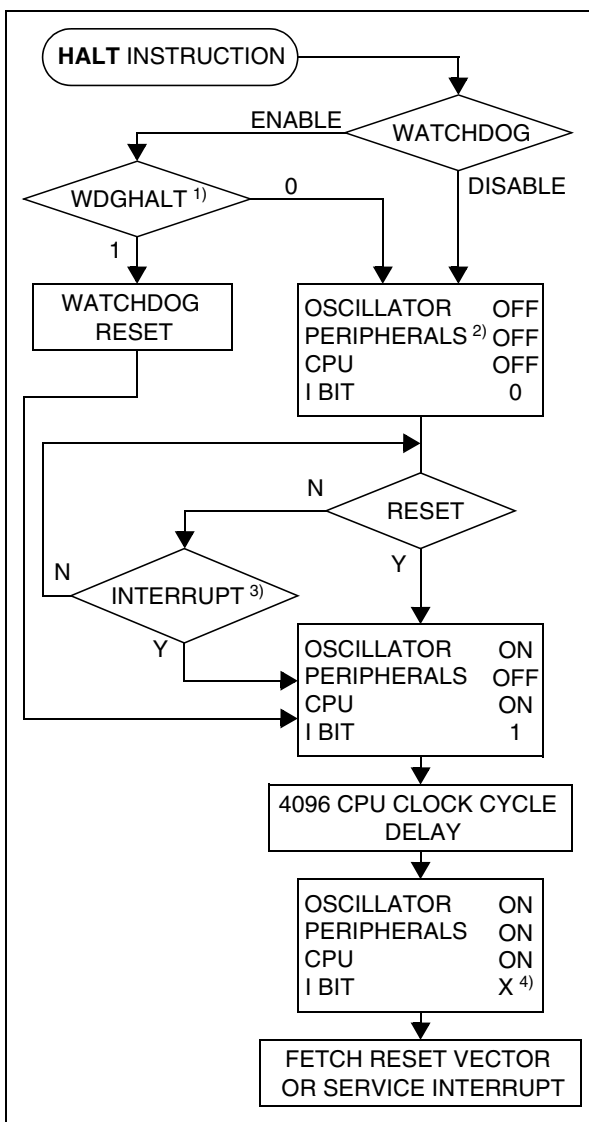 HALT INSTRUCTION
WATCHDOG
ENABLE
DISABLE
WDGHALT 1)
0
1
WATCHDOG
RESET
OSCILLATOR OFF
PERIPHERALS 2) OFF
CPU OFF
I BIT 0
RESET
N
Y
INTERRUPT 3)
N
Y
OSCILLATOR ON
PERIPHERALS OFF
CPU ON
I BIT 1
4096 CPU CLOCK CYCLE
DELAY
OSCILLATOR ON
PERIPHERALS ON
CPU ON
I BIT X 4)
FETCH RESET VECTOR
OR SERVICE INTERRUPT